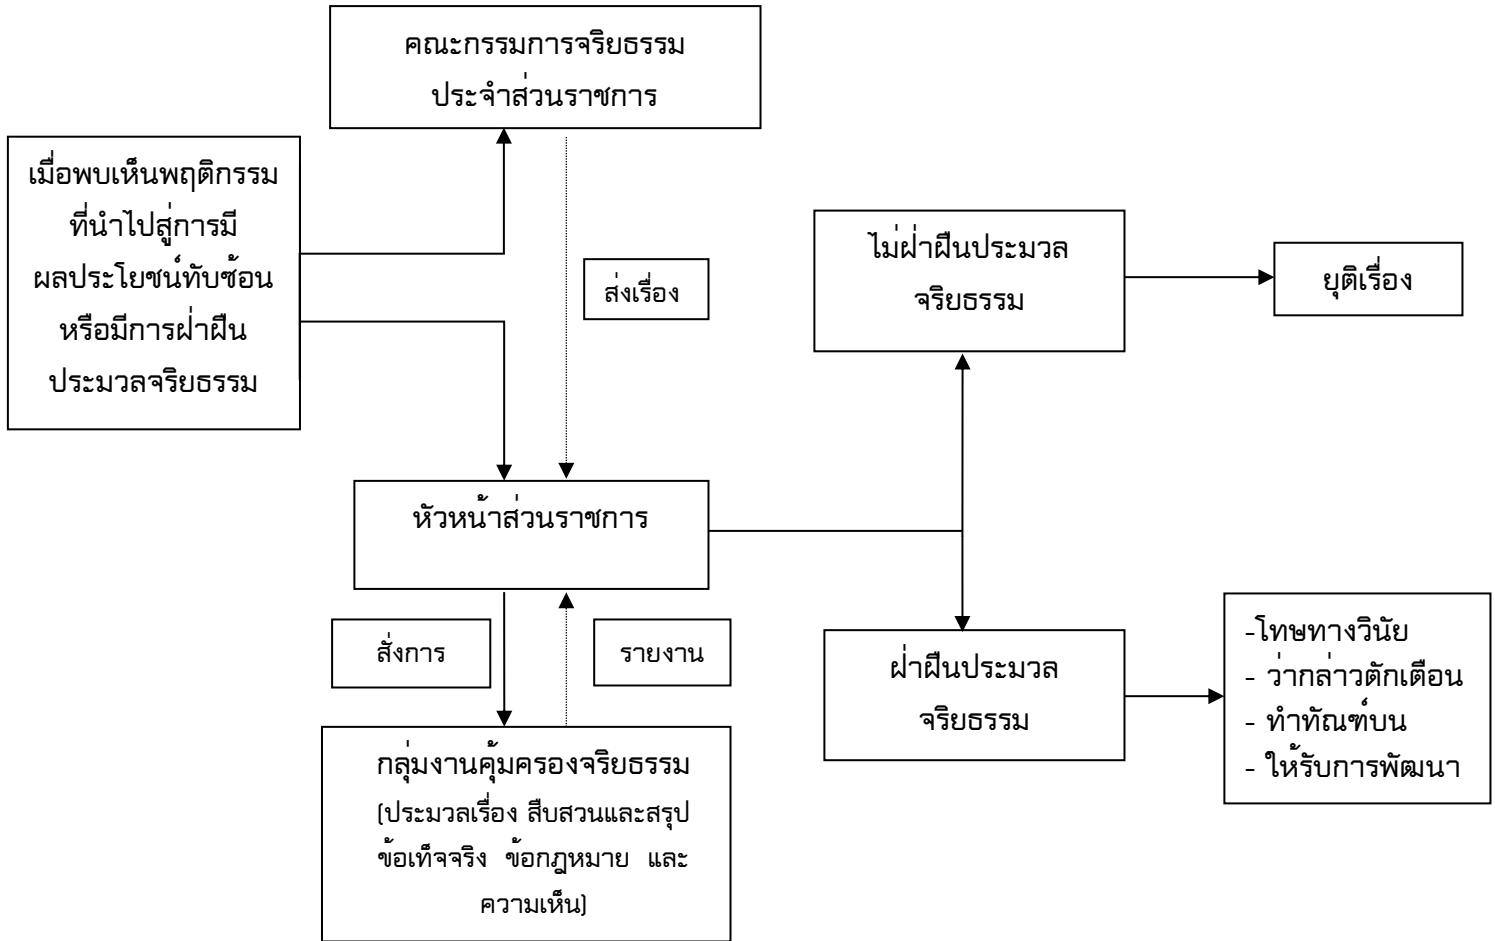 คณะกรรมการจริยธรรม
ประจำส่วนราชการ
เมื่อพบเห็นพฤติกรรม
ที่นำไปสู่การมี
ผลประโยชน์ทับซ้อน
หรือมีการฝ่าฝืน
ประมวลจริยธรรม
ส่งเรื่อง
ไม่ฝ่าฝืนประมวล
จริยธรรม
ยุติเรื่อง
หัวหน้าส่วนราชการ
สั่งการ
รายงาน
ฝ่าฝืนประมวล
จริยธรรม
-โทษทางวินัย
- ว่ากล่าวตักเตือน
- ทำทัณฑ์บน
- ให้รับการพัฒนา
กลุ่มงานคุ้มครองจริยธรรม
(ประมวลเรื่อง สืบสวนและสรุป
ข้อเท็จจริง ข้อกฎหมาย และ
ความเห็น)